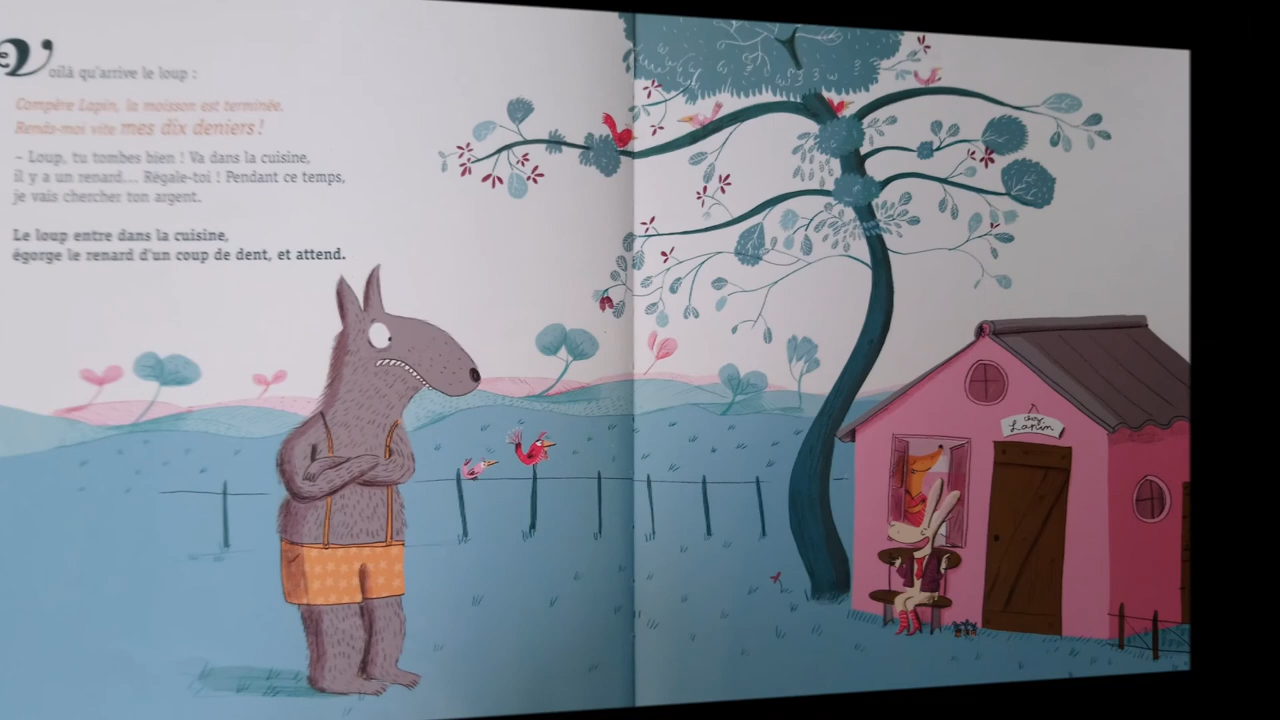 Voilà qu'arrive le loup :
Compère Lapin, la moisson est terminée.
Rends-moi vite mes dix deniers !
– Loup, tu tombes bien ! Va dans la cuisine,
il y a un renard... Régale-toi ! Pendant ce temps,
je vais chercher ton argent.
Le loup entre dans la cuisine,
égorge le renard d'un coup de dent, et attend.
chez
Lapin